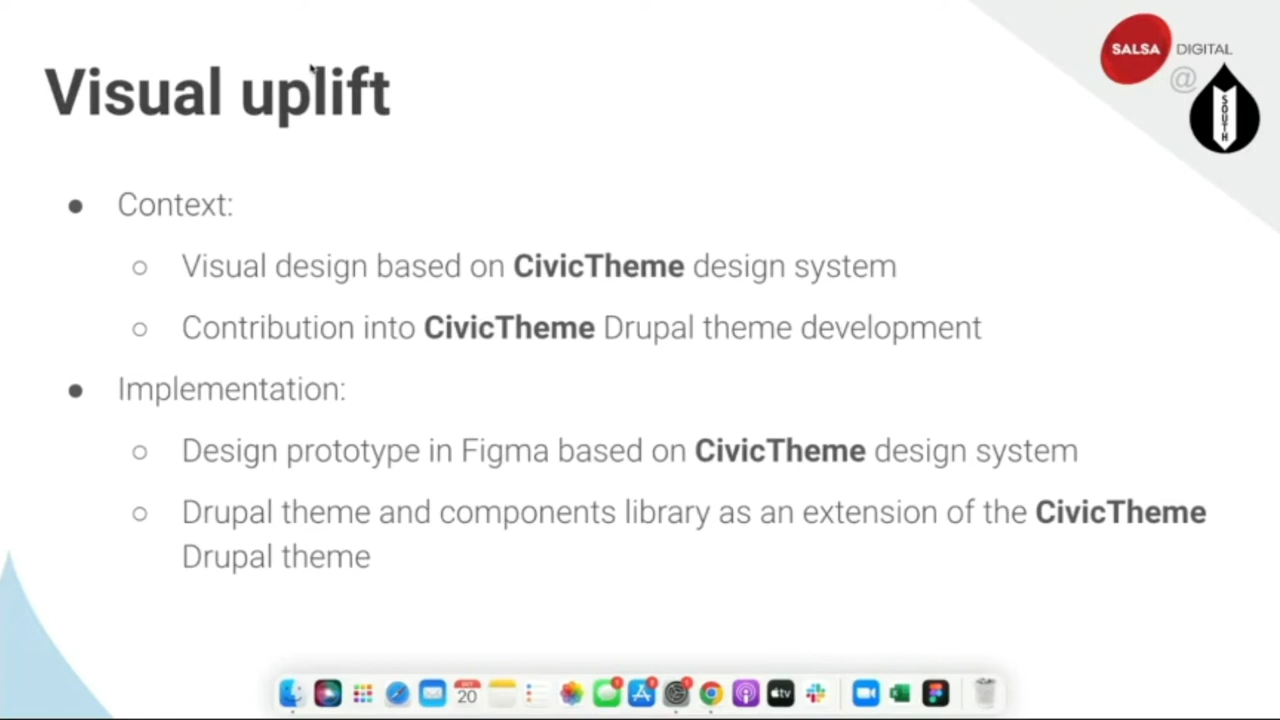 SALSA DIGITAL
@
SOUTH
Visual uplift
● Context:
○ Visual design based on CivicTheme design system
○ Contribution into CivicTheme Drupal theme development
● Implementation:
○ Design prototype in Figma based on CivicTheme design system
○ Drupal theme and components library as an extension of the CivicTheme
Drupal theme
20
tv